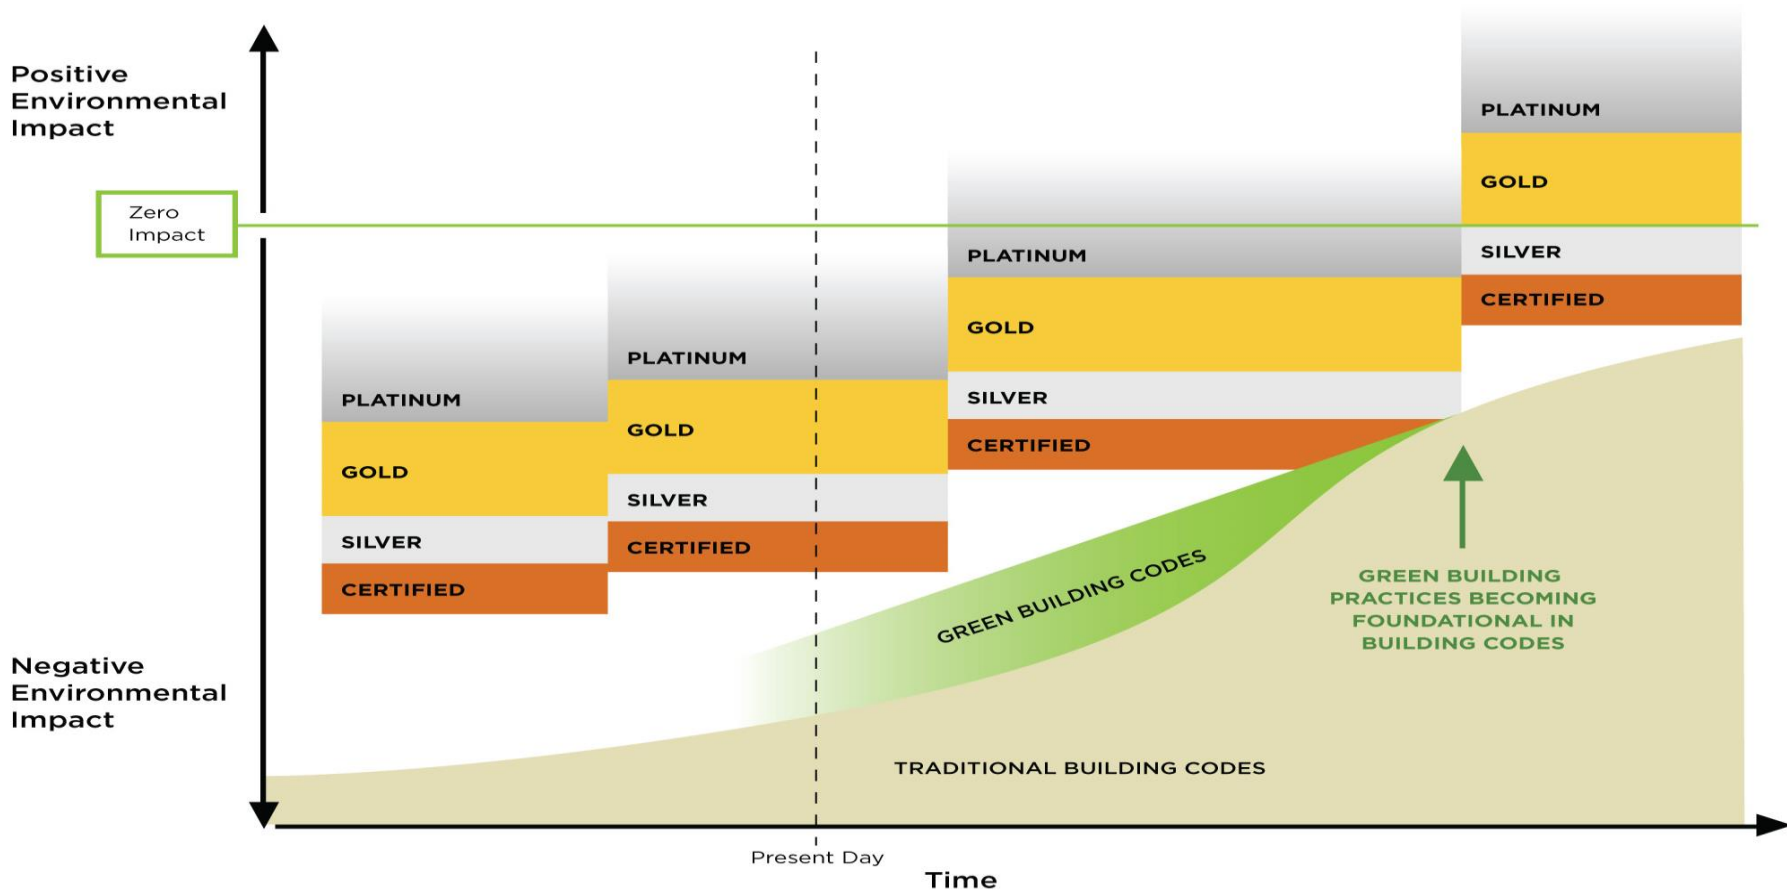 Positive
Environmental
Impact
Zero
Impact
Negative
Environmental
Impact
PLATINUM
GOLD
SILVER
CERTIFIED
PLATINUM
GOLD
SILVER
CERTIFIED
PLATINUM
GOLD
SILVER
CERTIFIED
PLATINUM
GOLD
SILVER
CERTIFIED
GREEN BUILDING CODES
GREEN BUILDING
PRACTICES BECOMING
FOUNDATIONAL IN
BUILDING CODES
TRADITIONAL BUILDING CODES
Present Day
Time